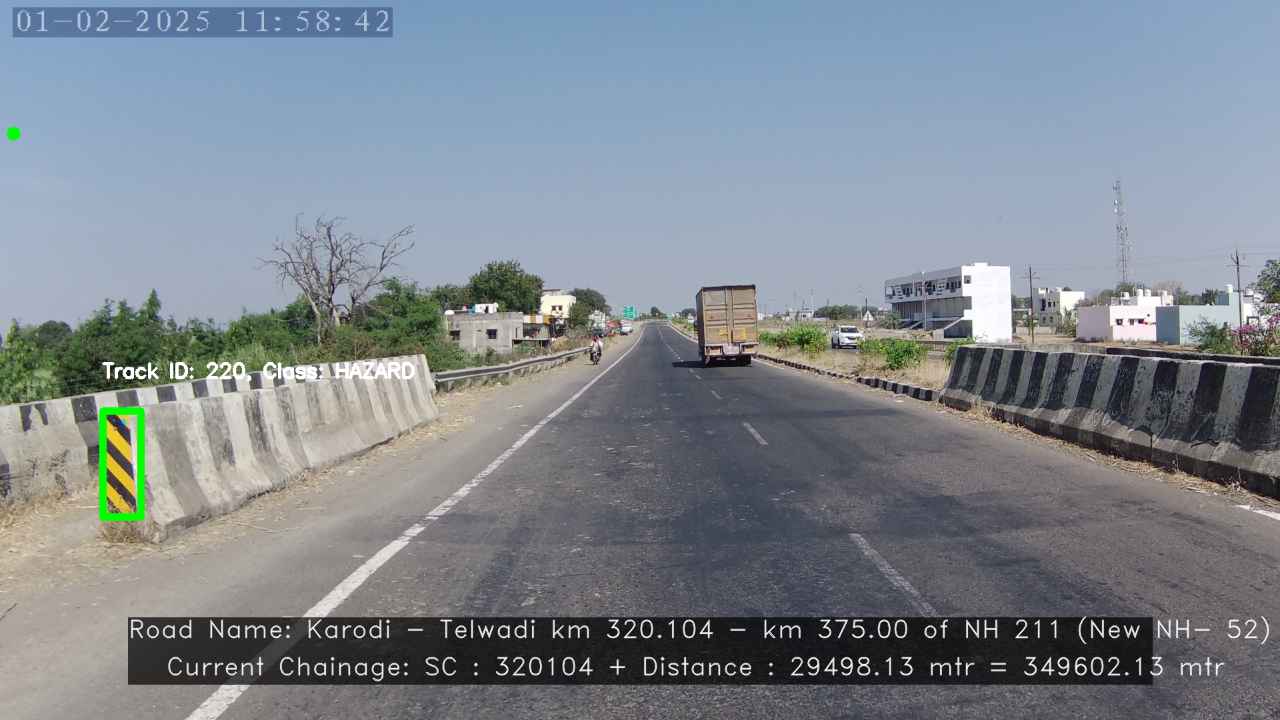 01-02-2025 11:58:42
Track ID: 220, Class: HAZARD
Road Name: Karodi - Telwadi km 320.104 - km 375.00 of NH 211 (New NH- 52)
Current Chainage: SC : 320104 + Distance : 29498.13 mtr = 349602.13 mtr